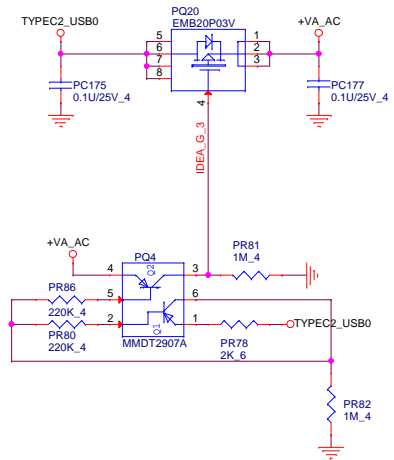 PQ20
TYPEC2_USB0
EMB20P03V
+VA_AC
5
6
7
8
1
2
3
4
PC175
0.1U/25V_4
PC177
0.1U/25V_4
IDEA_G_3
+VA_AC
PQ4
PR81
1M_4
4
Q2
3
PR86
220K_4
5
6
PR80
220K_4
2
Q1
1
TYPEC2_USB0
MMDT2907A
PR78
2K_6
PR82
1M_4